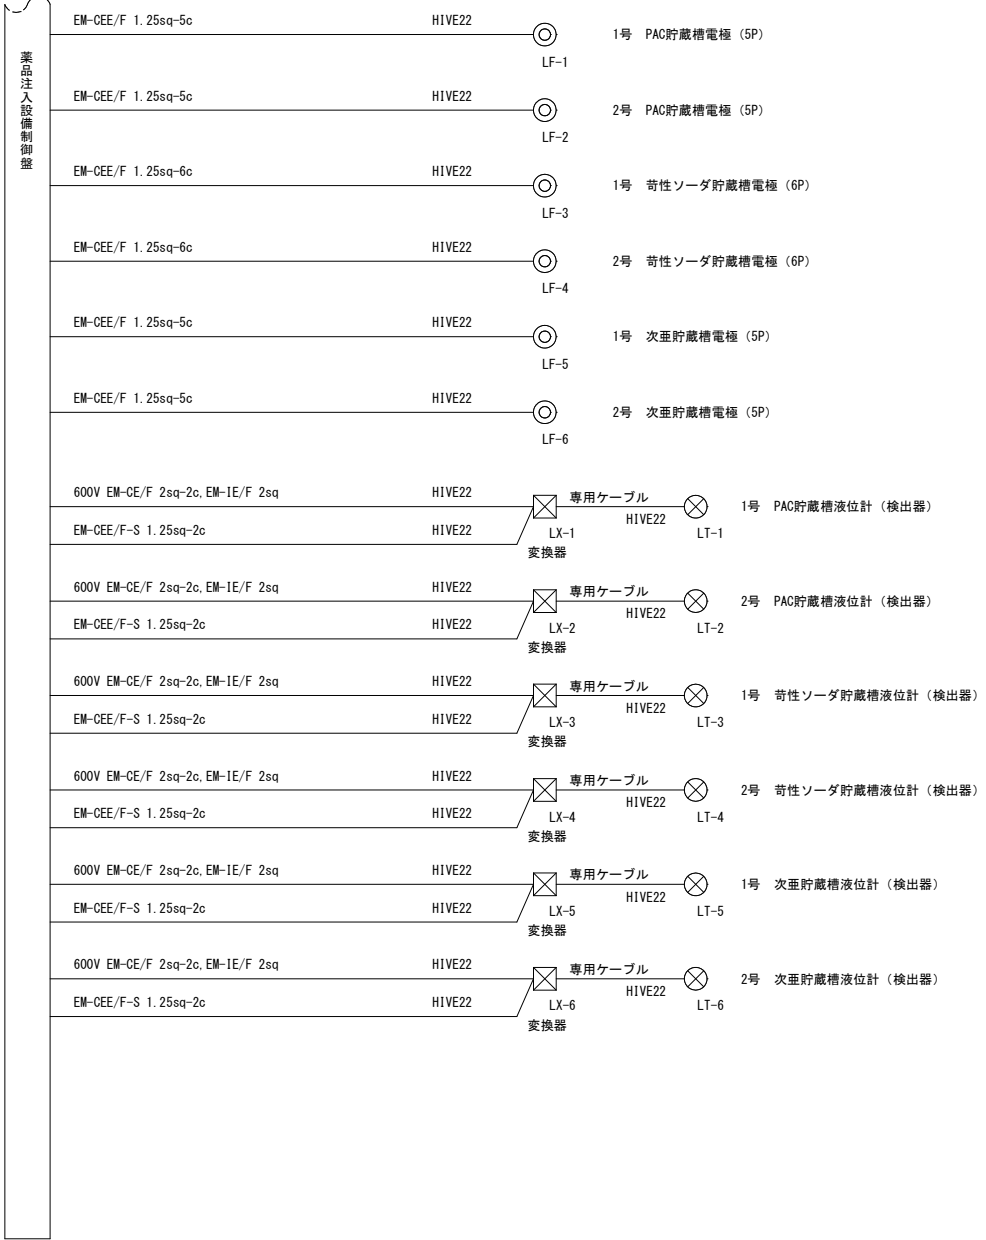 薬品注入設備制御盤
EM-CEE/F 1.25sq-5c HIVE22
1号 PAC貯蔵槽電極（5P）
LF-1
EM-CEE/F 1.25sq-5c HIVE22
2号 PAC貯蔵槽電極（5P）
LF-2
EM-CEE/F 1.25sq-6c HIVE22
1号 苛性ソーダ貯蔵槽電極（6P）
LF-3
EM-CEE/F 1.25sq-6c HIVE22
2号 苛性ソーダ貯蔵槽電極（6P）
LF-4
EM-CEE/F 1.25sq-5c HIVE22
1号 次亜貯蔵槽電極（5P）
LF-5
EM-CEE/F 1.25sq-5c HIVE22
2号 次亜貯蔵槽電極（5P）
LF-6
600V EM-CE/F 2sq-2c,EM-IE/F 2sq HIVE22
専用ケーブル
1号 PAC貯蔵槽液位計（検出器）
HIVE22
EM-CEE/F-S 1.25sq-2c HIVE22
LX-1 LT-1
変換器
600V EM-CE/F 2sq-2c,EM-IE/F 2sq HIVE22
専用ケーブル
2号 PAC貯蔵槽液位計（検出器）
HIVE22
EM-CEE/F-S 1.25sq-2c HIVE22
LX-2 LT-2
変換器
600V EM-CE/F 2sq-2c,EM-IE/F 2sq HIVE22
専用ケーブル
1号 苛性ソーダ貯蔵槽液位計（検出器）
HIVE22
EM-CEE/F-S 1.25sq-2c HIVE22
LX-3 LT-3
変換器
600V EM-CE/F 2sq-2c,EM-IE/F 2sq HIVE22
専用ケーブル
2号 苛性ソーダ貯蔵槽液位計（検出器）
HIVE22
EM-CEE/F-S 1.25sq-2c HIVE22
LX-4 LT-4
変換器
600V EM-CE/F 2sq-2c,EM-IE/F 2sq HIVE22
専用ケーブル
1号 次亜貯蔵槽液位計（検出器）
HIVE22
EM-CEE/F-S 1.25sq-2c HIVE22
LX-5 LT-5
変換器
600V EM-CE/F 2sq-2c,EM-IE/F 2sq HIVE22
専用ケーブル
2号 次亜貯蔵槽液位計（検出器）
HIVE22
EM-CEE/F-S 1.25sq-2c HIVE22
LX-6 LT-6
変換器